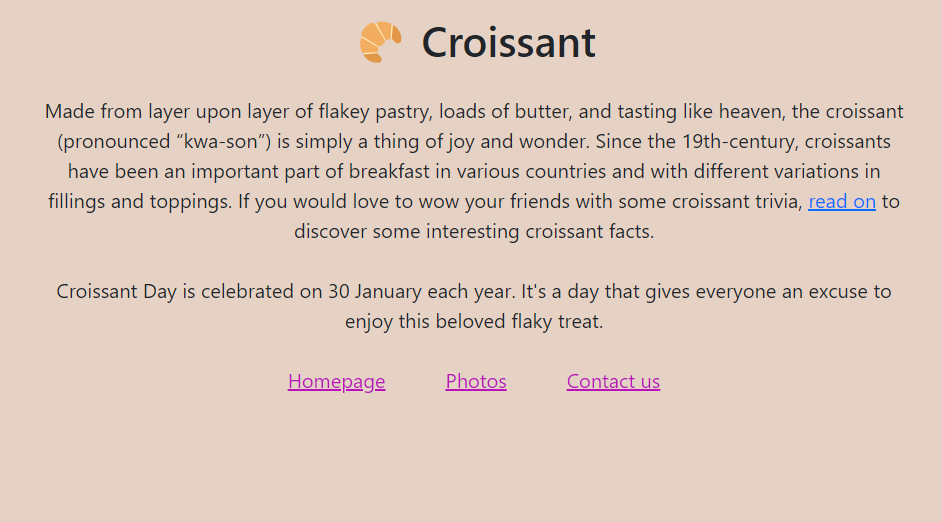 Croissant
Made from layer upon layer of flakey pastry, loads of butter, and tasting like heaven, the croissant
(pronounced “kwa-son”) is simply a thing of joy and wonder. Since the 19th-century, croissants
have been an important part of breakfast in various countries and with different variations in
fillings and toppings. If you would love to wow your friends with some croissant trivia, read on to
discover some interesting croissant facts.
Croissant Day is celebrated on 30 January each year. It's a day that gives everyone an excuse to
enjoy this beloved flaky treat.
Homepage Photos Contact us